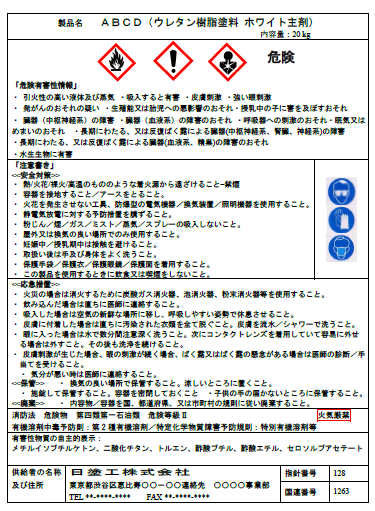 製品名　ＡＢＣＤ（ウレタン樹脂塗料 ホワイト主剤）
内容量：20kg
危険
「危険有害性情報」
・ 引火性の高い液体及び蒸気 ・吸入すると有害 ・皮膚刺激 ・強い眼刺激
・ 発がんのおそれの疑い ・生殖能又は胎児への悪影響のおそれ・授乳中の子に害を及ぼすおそれ
・ 臓器（中枢神経系）の障害 ・臓器（血液系）の障害のおそれ ・呼吸器への刺激のおそれ・眠気又は
めまいのおそれ　・長期にわたる、又は反復ばく露による臓器(中枢神経系、腎臓、神経系)の障害
・長期にわたる、又は反復ばく露による臓器(血液系、精巣)の障害のおそれ
・水生生物に有害
「注意書き」
<<安全対策>>
・ 熱/火花/裸火/高温のもののような着火源から遠ざけること−禁煙
・ 容器を接地すること/アースをとること。
・ 火花を発生させない工具、防爆型の電気機器/換気装置/照明機器を使用すること。
・ 静電気放電に対する予防措置を講ずること。
・ 粉じん/煙/ガス/ミスト/蒸気/スプレーの吸入しないこと。
・ 屋外又は換気の良い場所でのみ使用すること。
・ 妊娠中/授乳期中は接触を避けること。
・ 取扱い後は手及び身体をよく洗うこと。
・ 保護手袋/保護衣/保護眼鏡/保護面を着用すること。
・ この製品を使用するときに飲食又は喫煙をしないこと。
<<応急措置>>
・ 火災の場合は消火するために炭酸ガス消火器、泡消火器、粉末消火器等を使用すること。
・ 飲み込んだ場合は直ちに医師に連絡すること。
・ 吸入した場合は空気の新鮮な場所に移し、呼吸しやすい姿勢で休息させること。
・ 皮膚に付着した場合は直ちに汚染された衣類を全て脱ぐこと。皮膚を流水/シャワーで洗うこと。
・ 眼に入った場合は水で数分間注意深く洗うこと。次にコンタクトレンズを着用していて容易に外せ
る場合は外すこと。その後も洗浄を続けること。
・ 皮膚刺激が生じた場合、眼の刺激が続く場合、ばく露又はばく露の懸念がある場合は医師の診断/手
当てを受けること。
・ 気分が悪い時は医師に連絡すること。
<<保管>>　・ 換気の良い場所で保管すること。涼しいところに置くこと。
・ 施錠して保管すること。容器を密閉しておくこと　・子供の手の届かないところに保管すること。
<<廃棄>>　・ 内容物/容器を国、都道府県、又は市町村の規則に従い廃棄すること。
消防法　危険物　第四類第一石油類　危険等級Ⅱ　火気厳禁
有機溶剤中毒予防則：第２種有機溶剤／特定化学物質障害予防規則：特別有機溶剤等
有害性物質の自主的表示：
メチルイソブチルケトン、二酸化チタン、トルエン、酢酸ブチル、酢酸エチル、セロソルブアセテート
供給者の名称
及び住所
日塗工株式会社
東京都渋谷区恵比寿○○−○○連絡先　○○○○事業部
TEL **-****-****　FAX **-****-****
指針番号　128
国連番号　1263